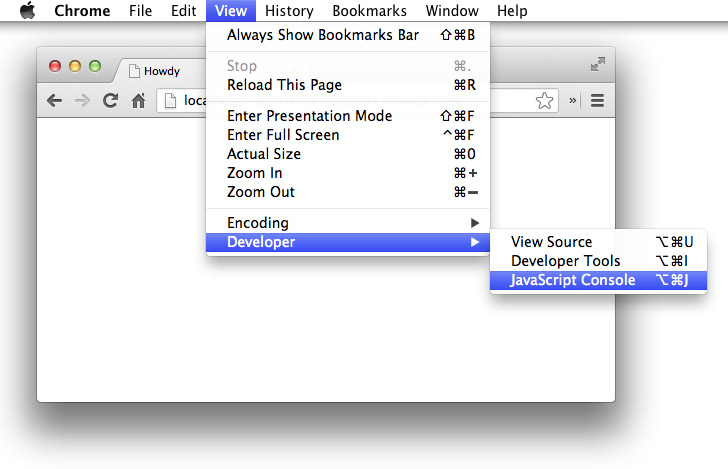 Chrome File Edit View History Bookmarks Window Help
Always Show Bookmarks Bar ⇧⌘B
Stop ⌘.
Reload This Page ⌘R
Enter Presentation Mode ⇧⌘F
Enter Full Screen ^⌘F
Actual Size ⌘0
Zoom In ⌘+
Zoom Out ⌘−
Encoding ▶
Developer ▶
View Source ⌥⌘U
Developer Tools ⌥⌘I
JavaScript Console ⌥⌘J
Howdy
loca
»